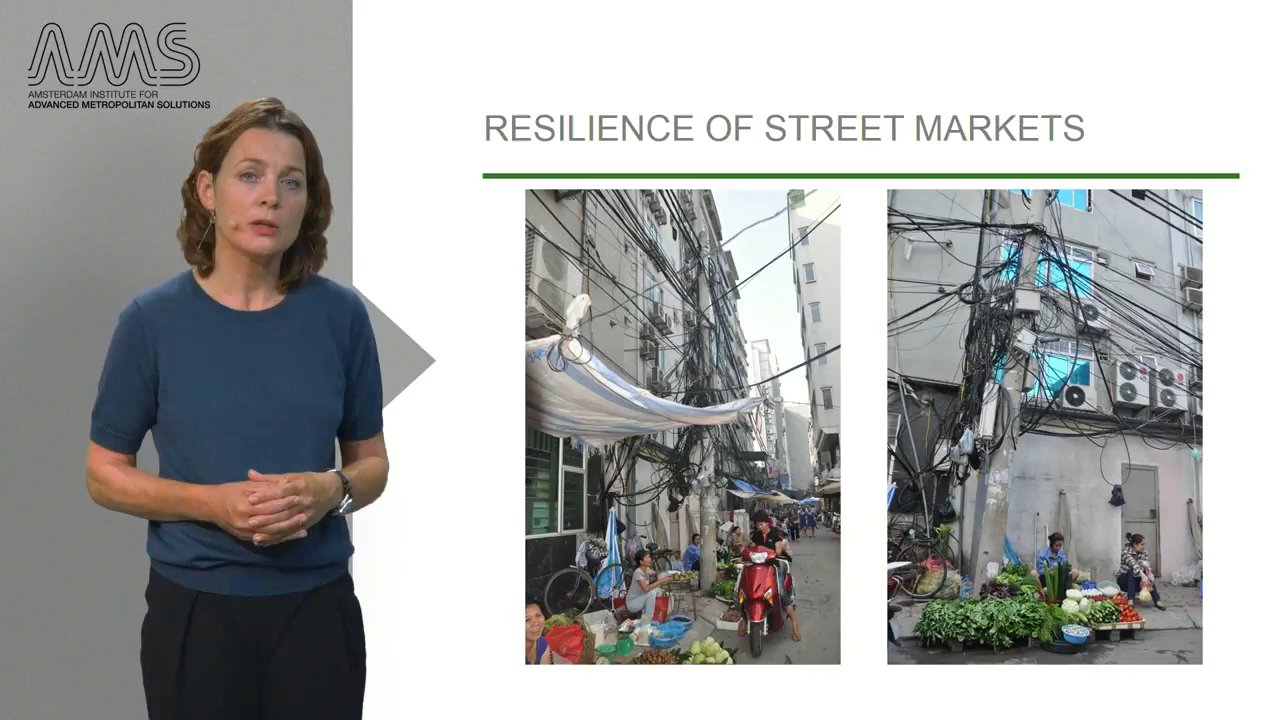 AMS
AMSTERDAM INSTITUTE FOR
ADVANCED METROPOLITAN SOLUTIONS
RESILIENCE OF STREET MARKETS